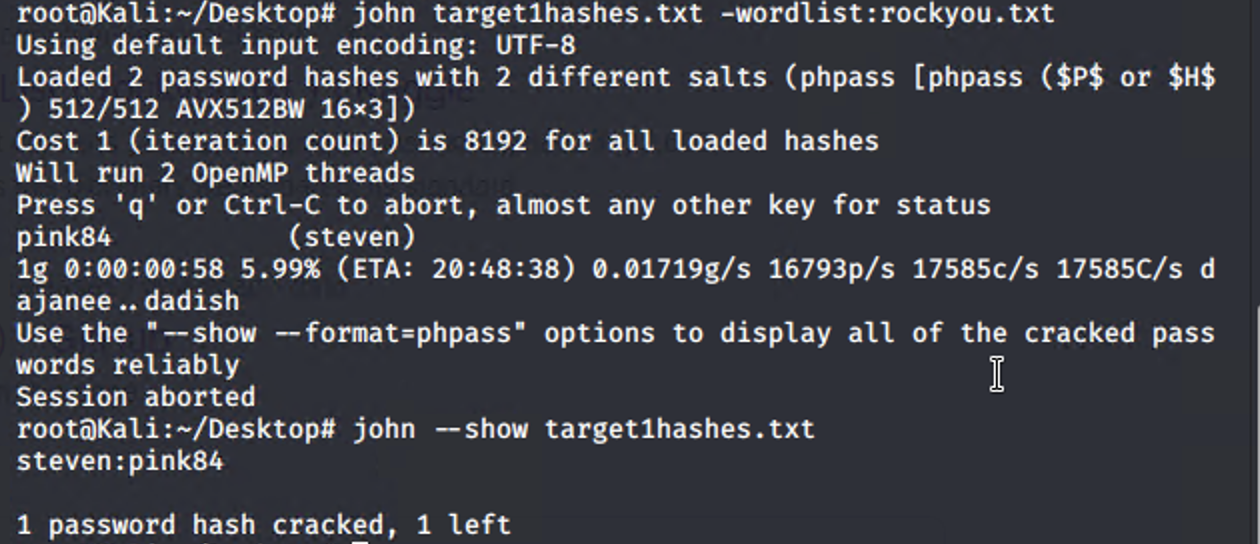 root@Kali:~/Desktop# john target1hashes.txt -wordlist:rockyou.txt
Using default input encoding: UTF-8
Loaded 2 password hashes with 2 different salts (phpass [phpass ($P$ or $H$
) 512/512 AVX512BW 16×3])
Cost 1 (iteration count) is 8192 for all loaded hashes
Will run 2 OpenMP threads
Press 'q' or Ctrl-C to abort, almost any other key for status
pink84           (steven)
1g 0:00:00:58 5.99% (ETA: 20:48:38) 0.01719g/s 16793p/s 17585c/s 17585C/s d
ajanee..dadish
Use the "--show --format=phpass" options to display all of the cracked pass
words reliably
Session aborted
root@Kali:~/Desktop# john --show target1hashes.txt
steven:pink84
1 password hash cracked, 1 left